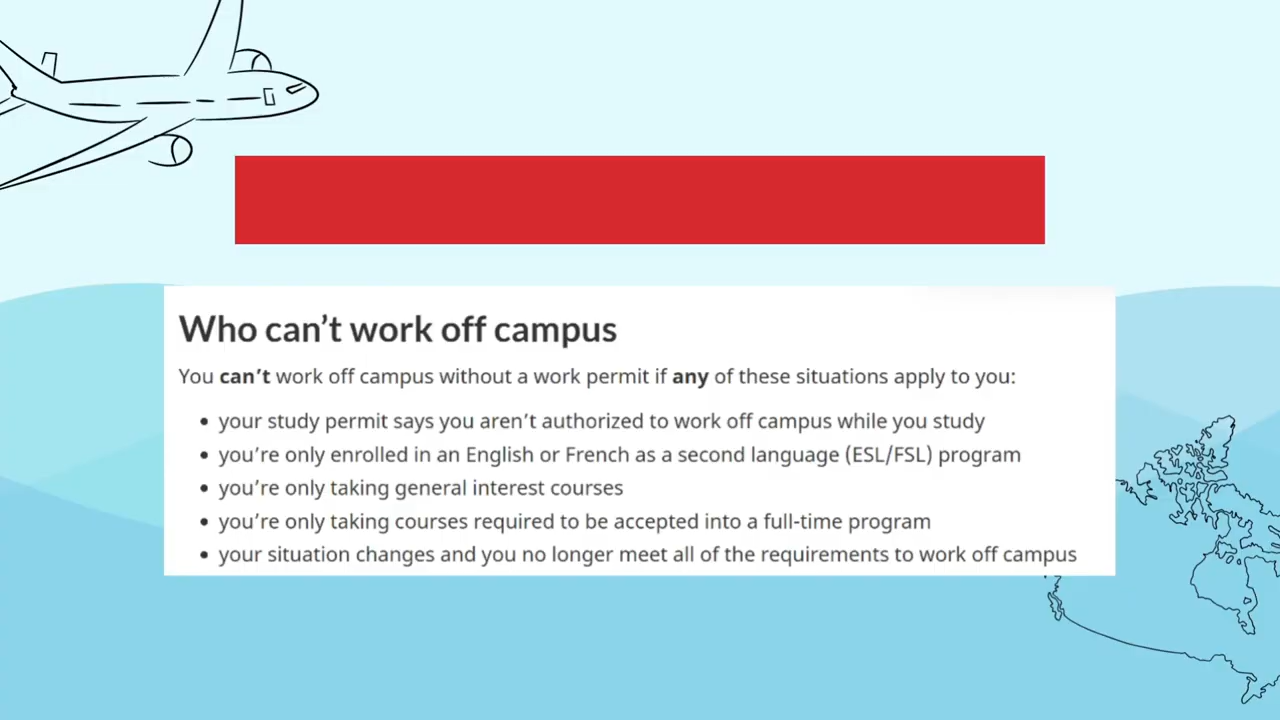 Who can’t work off campus
You can’t work off campus without a work permit if any of these situations apply to you:
• your study permit says you aren’t authorized to work off campus while you study
• you’re only enrolled in an English or French as a second language (ESL/FSL) program
• you’re only taking general interest courses
• you’re only taking courses required to be accepted into a full-time program
• your situation changes and you no longer meet all of the requirements to work off campus